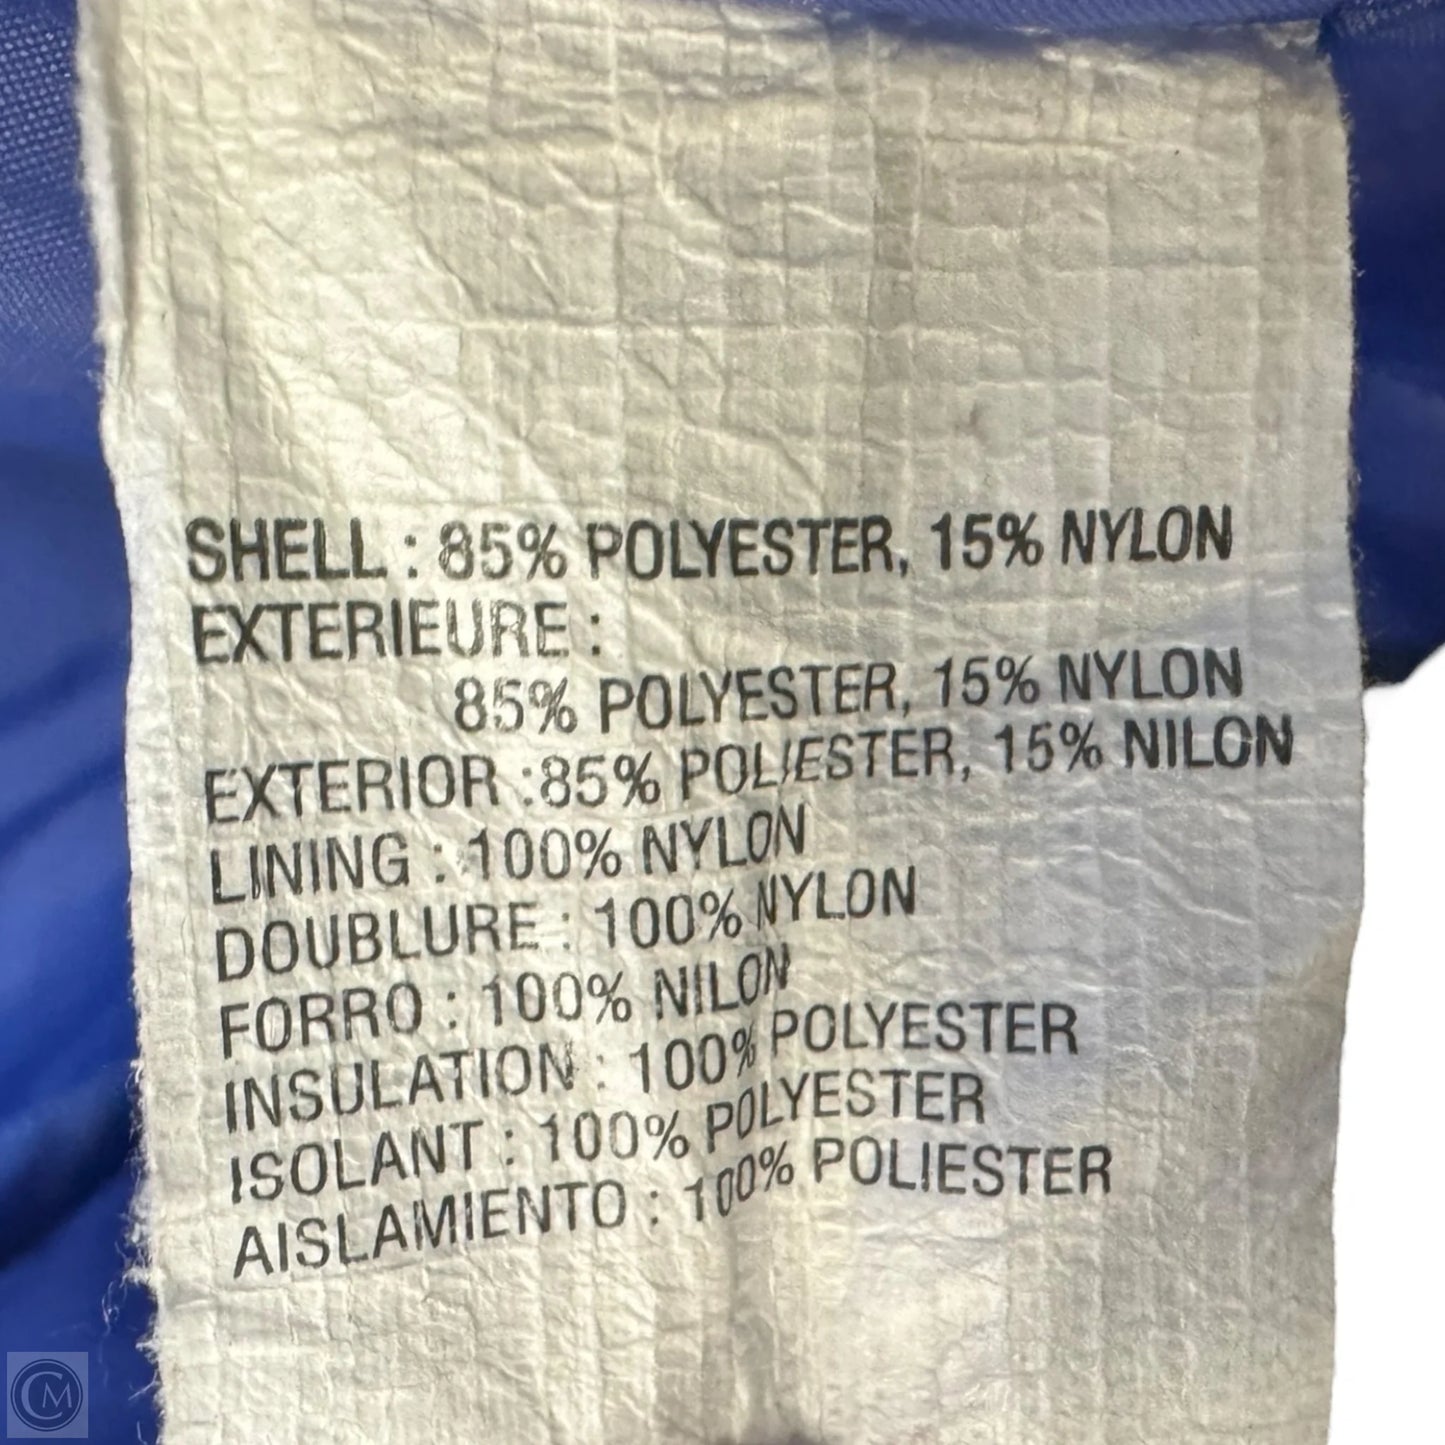 SHELL : 85% POLYESTER, 15% NYLON
EXTERIEURE :
85% POLYESTER, 15% NYLON
EXTERIOR :85% POLIESTER, 15% NILON
LINING : 100% NYLON
DOUBLURE : 100% NYLON
FORRO : 100% NILON
INSULATION : 100% POLYESTER
ISOLANT : 100% POLYESTER
AISLAMIENTO : 100% POLIESTER
CM